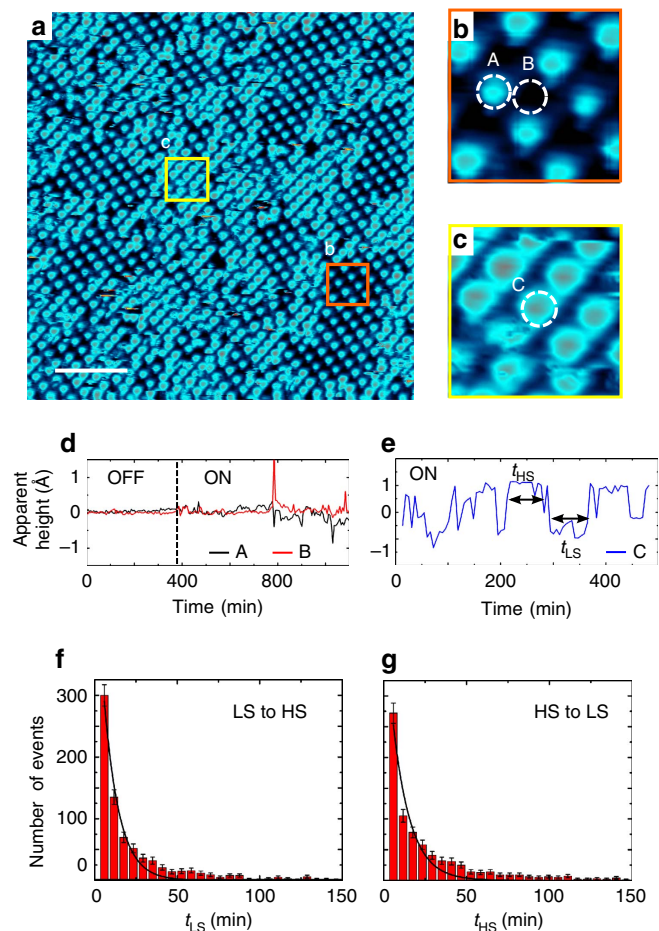 a
c
b
b
A B
c
C
d
OFF ON
Apparent
height (Å)
1
0
–1
A B
0 400 800
Time (min)
e
ON
tHS
1
0
–1
tLS
C
0 200 400
Time (min)
f
LS to HS
Number of events
300
200
100
0
0 50 100 150
tLS (min)
g
HS to LS
0 50 100 150
tHS (min)